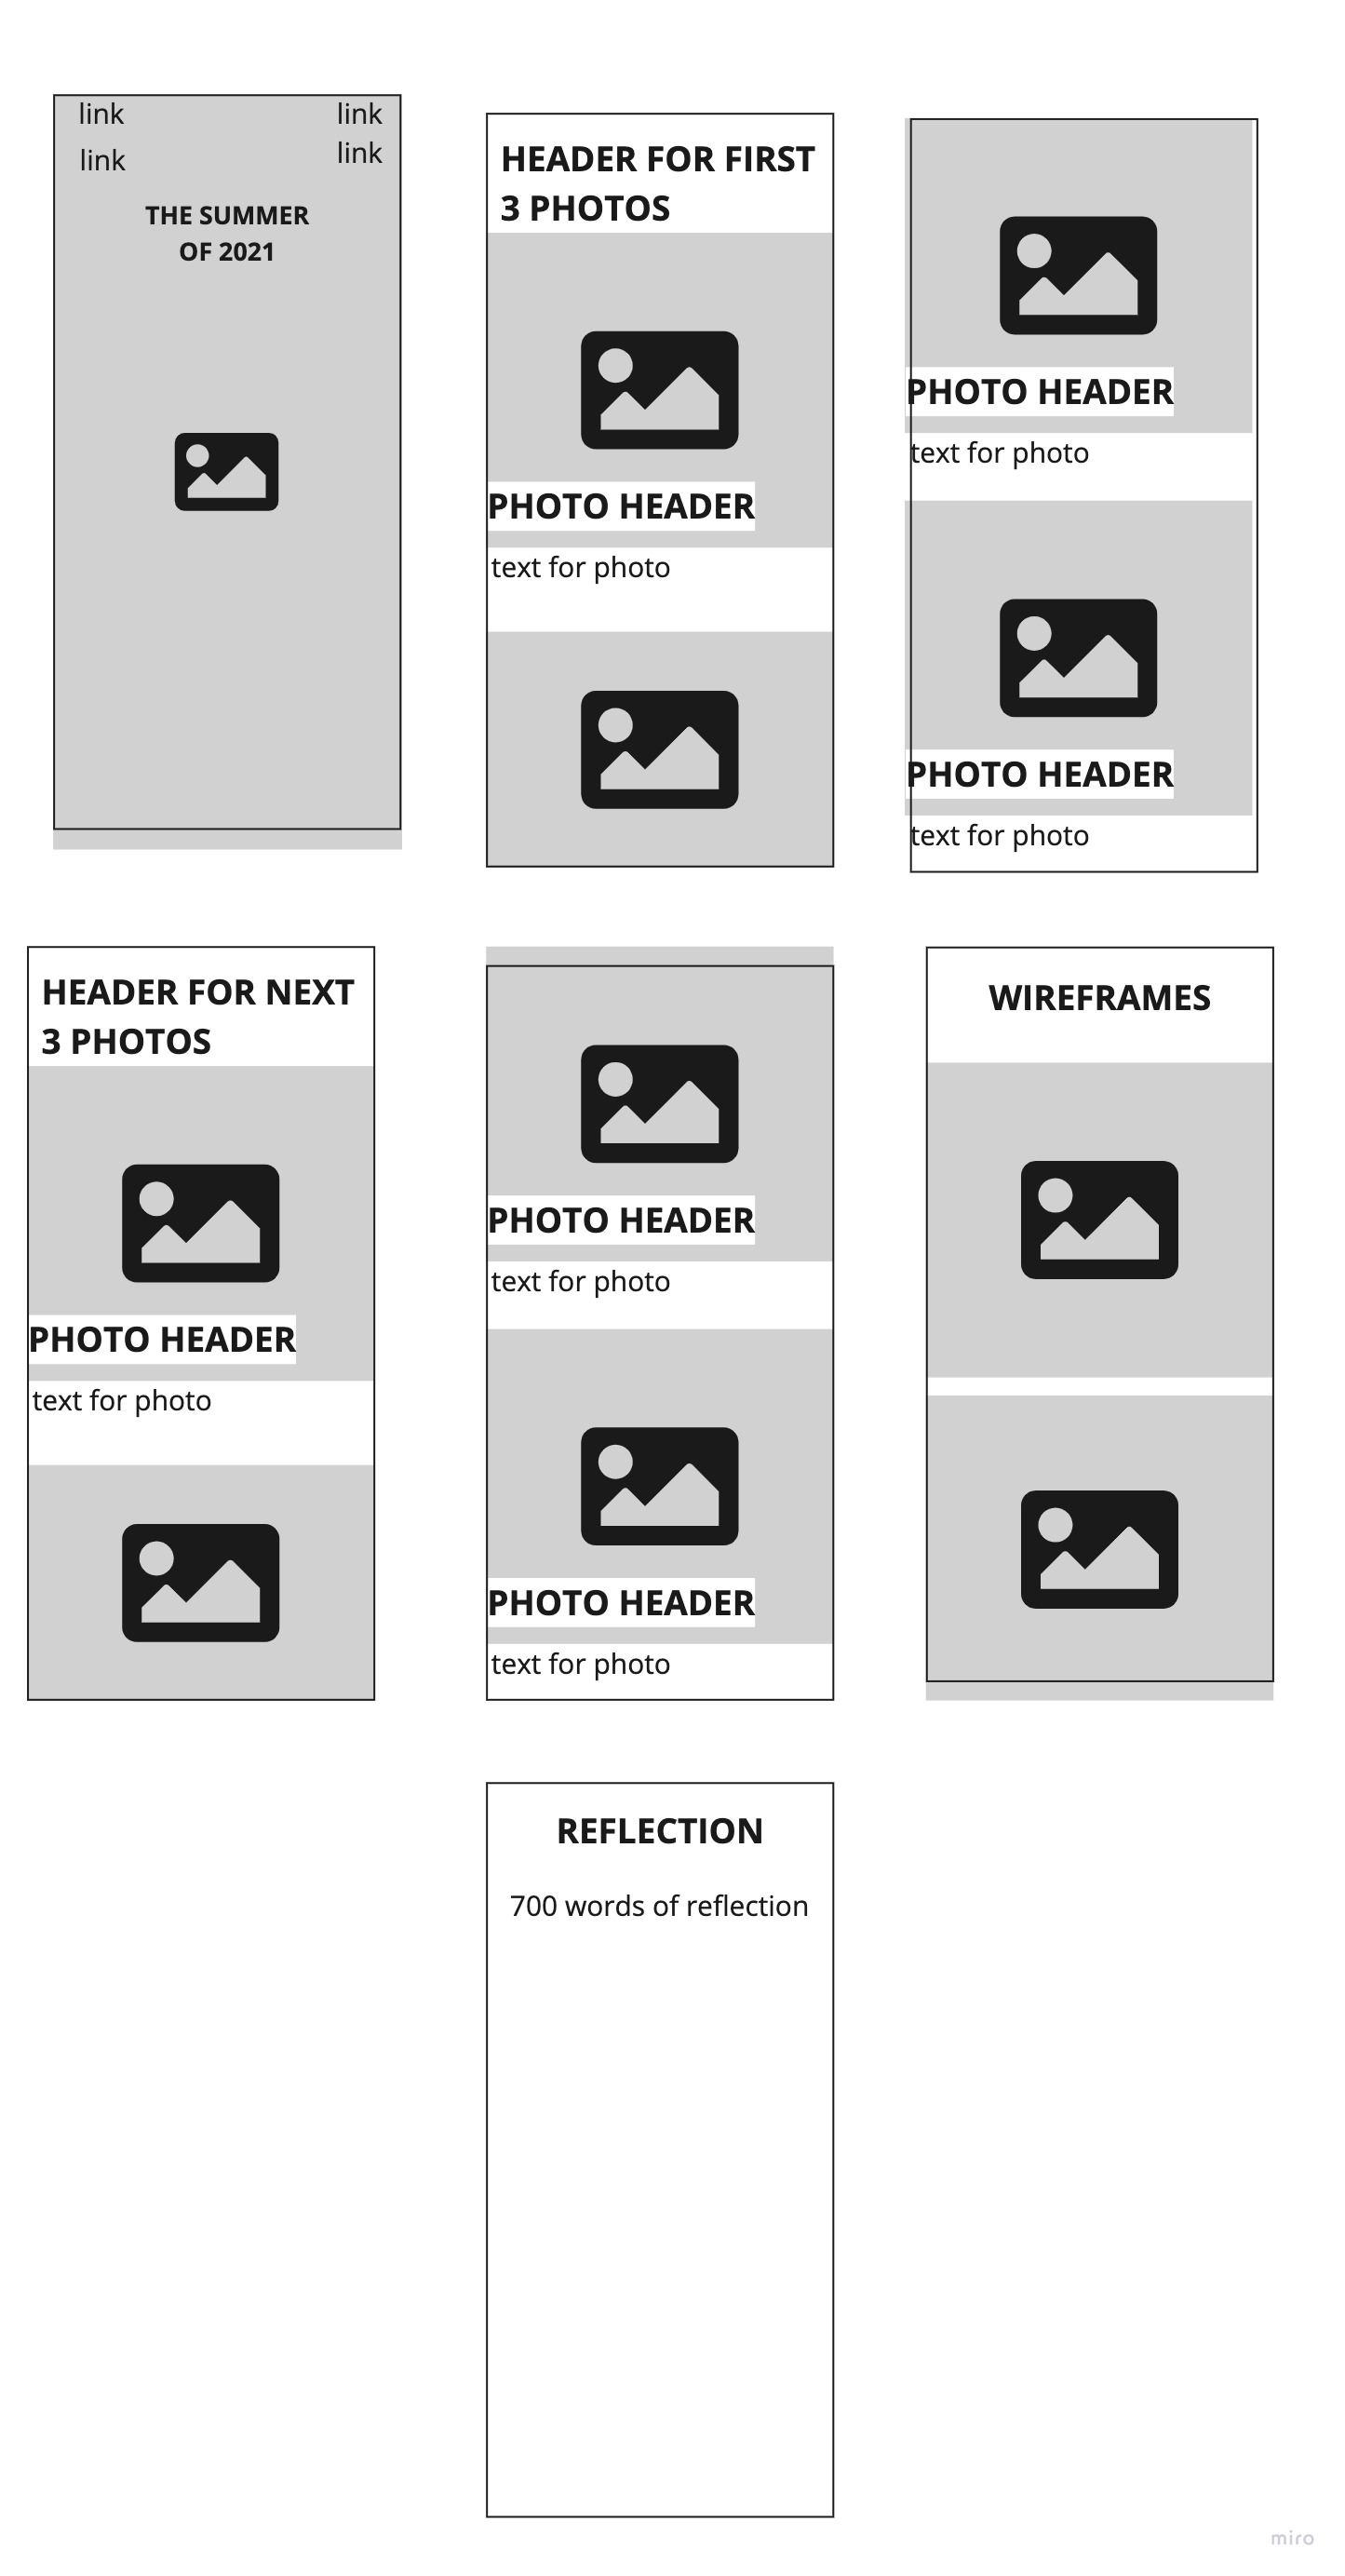 link
link
link
link
THE SUMMER
OF 2021
HEADER FOR FIRST
3 PHOTOS
PHOTO HEADER
text for photo
PHOTO HEADER
text for photo
PHOTO HEADER
text for photo
HEADER FOR NEXT
3 PHOTOS
PHOTO HEADER
text for photo
PHOTO HEADER
text for photo
PHOTO HEADER
text for photo
WIREFRAMES
REFLECTION
700 words of reflection
miro